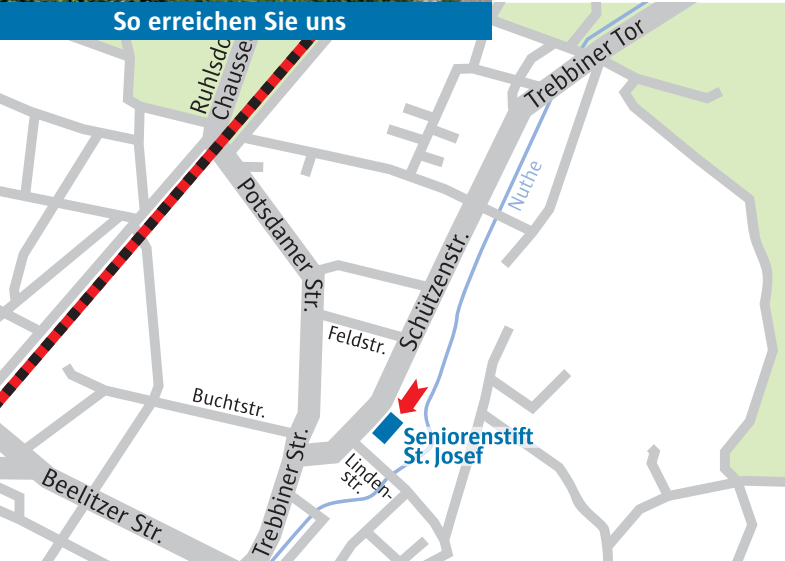 So erreichen Sie uns
Trebbiner Tor
Chausse
Nuthe
Potsdamer Str.
Schützenstr.
Feldstr.
Buchtstr.
Seniorenstift
St. Josef
Linden-
str.
Trebbiner Str.
Beelitzer Str.